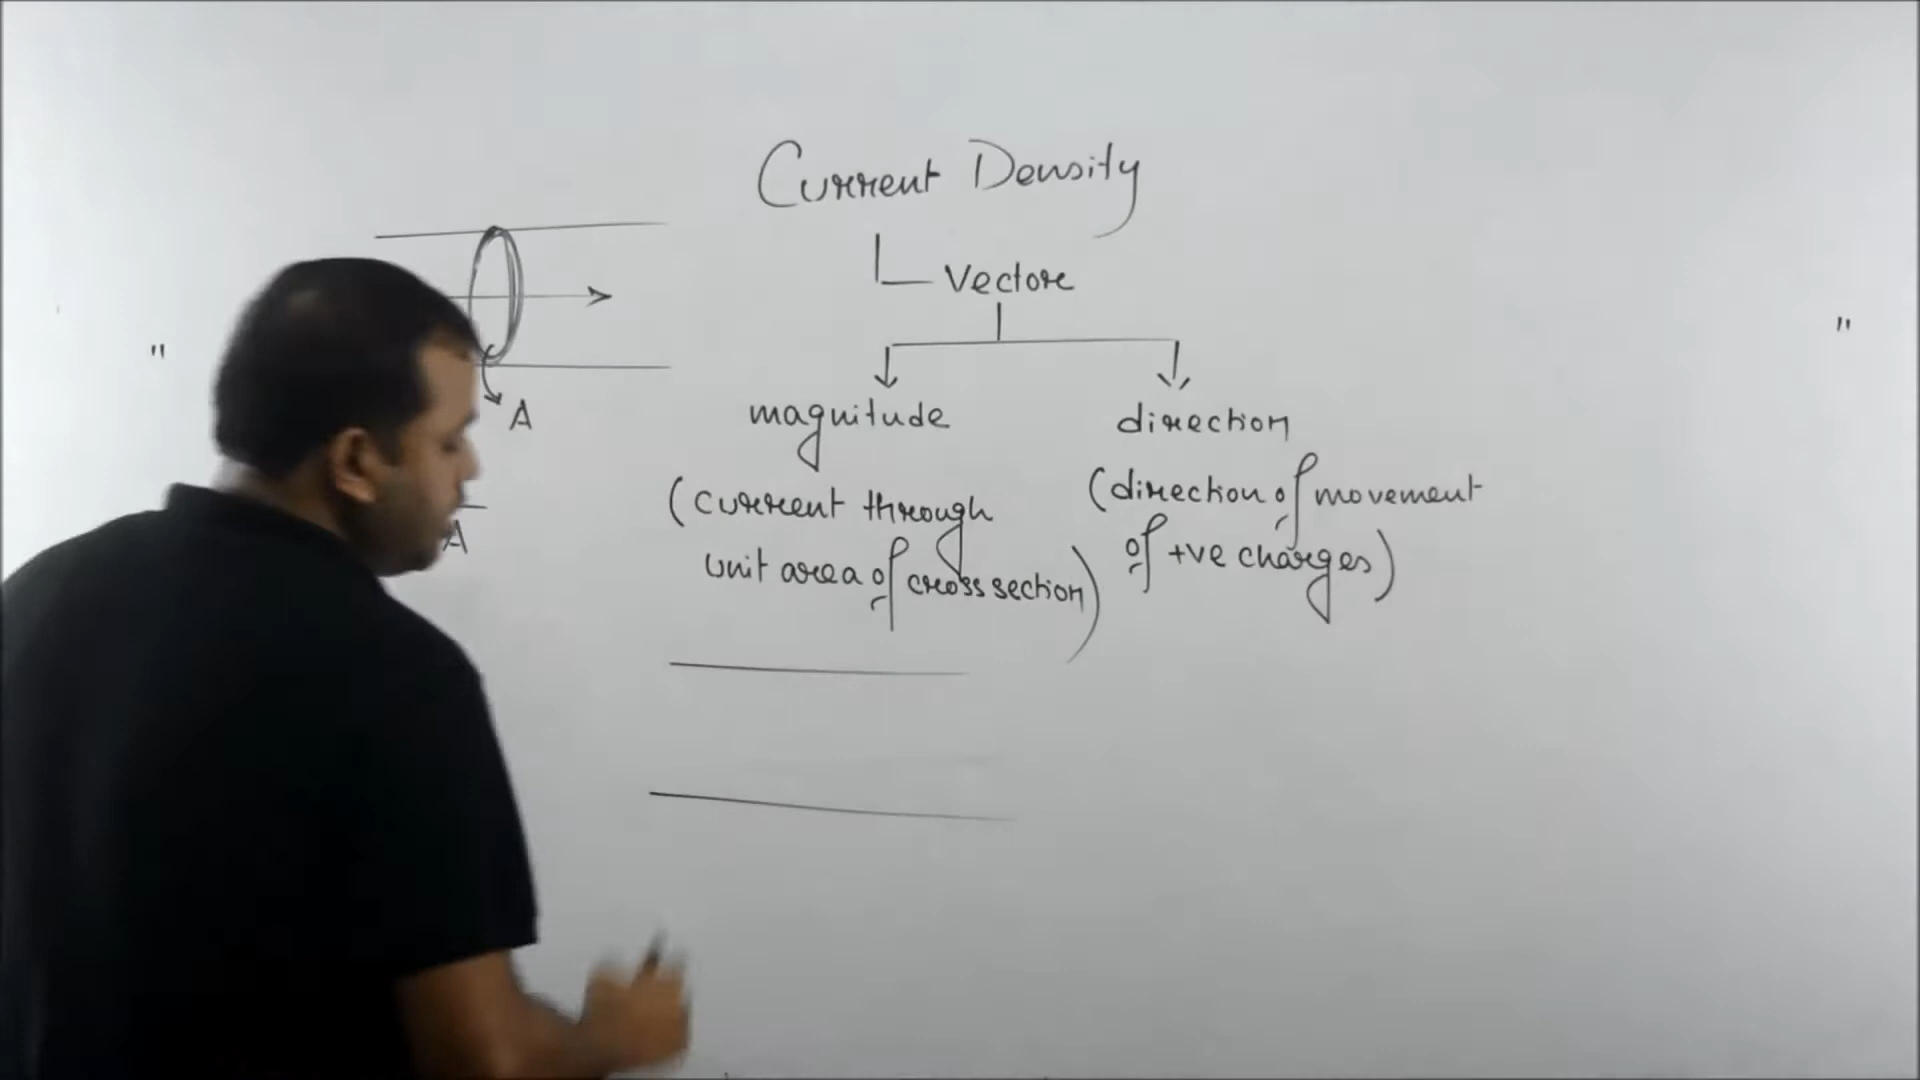 Current Density
Vector
magnitude
direction
(current through
unit area of cross section)
(direction of movement
of +ve charges)
A
A
"
"